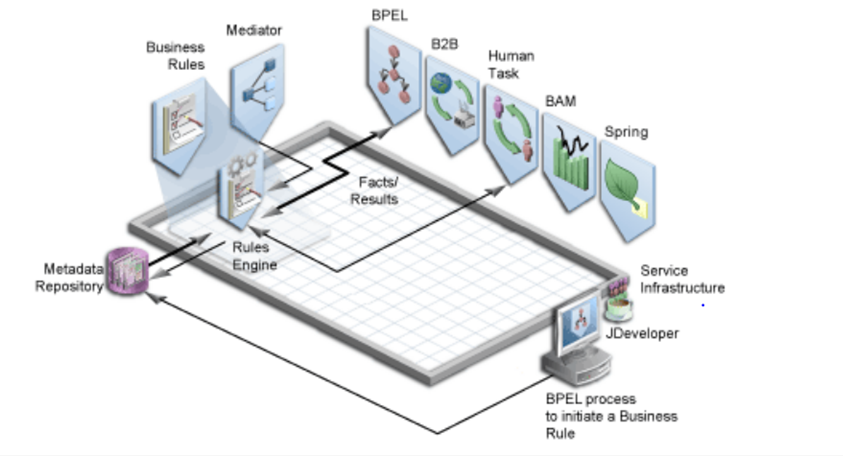 BPEL
Mediator
B2B
Business
Rules
Human
Task
BAM
Spring
Facts/
Results
Rules
Engine
Metadata
Repository
Service
Infrastructure
JDeveloper
BPEL process
to initiate a Business
Rule